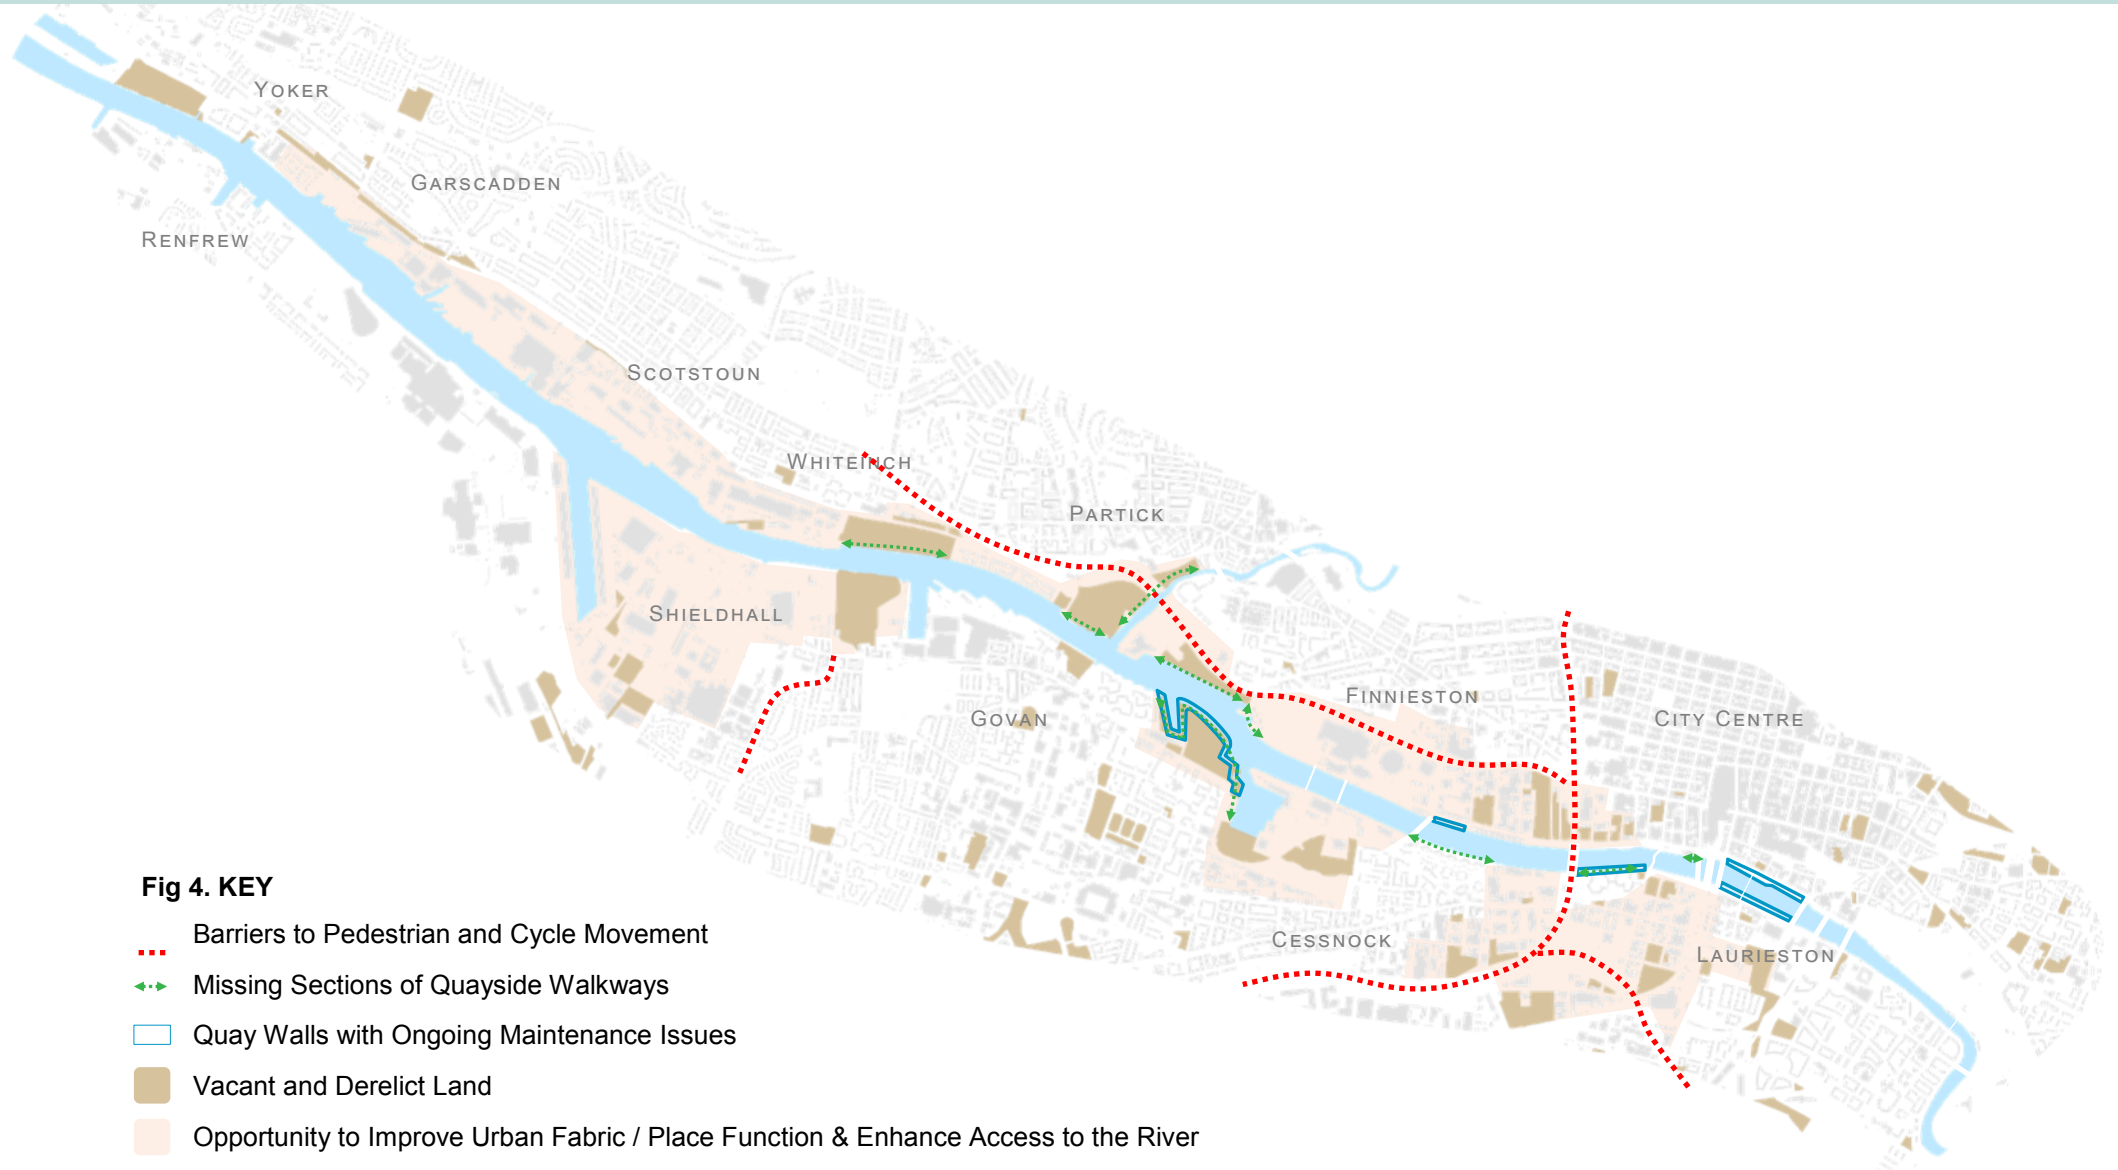 YOKER
GARSCADDEN
RENFREW
SCOTSTOUN
WHITEINCH
PARTICK
SHIELDHALL
FINNIESTON
GOVAN
CITY CENTRE
CESSNOCK
LAURIESTON
Fig 4. KEY
Barriers to Pedestrian and Cycle Movement
Missing Sections of Quayside Walkways
Quay Walls with Ongoing Maintenance Issues
Vacant and Derelict Land
Opportunity to Improve Urban Fabric / Place Function & Enhance Access to the River